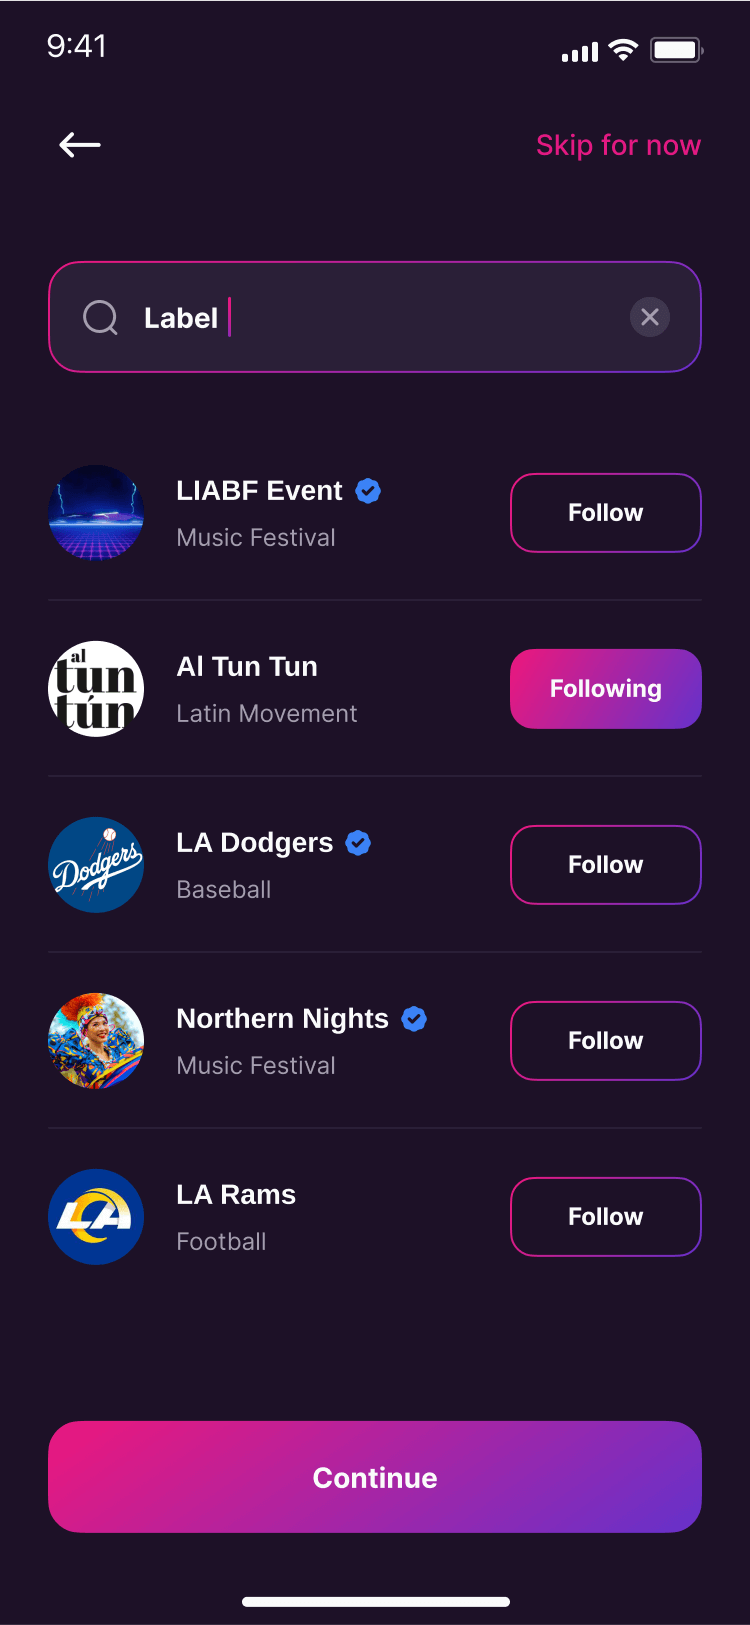 9:41
Skip for now
Label
LIABF Event
Music Festival
Follow
al
tun
tún
Al Tun Tun
Latin Movement
Following
Dodgers
LA Dodgers
Baseball
Follow
Northern Nights
Music Festival
Follow
LA
LA Rams
Football
Follow
Continue